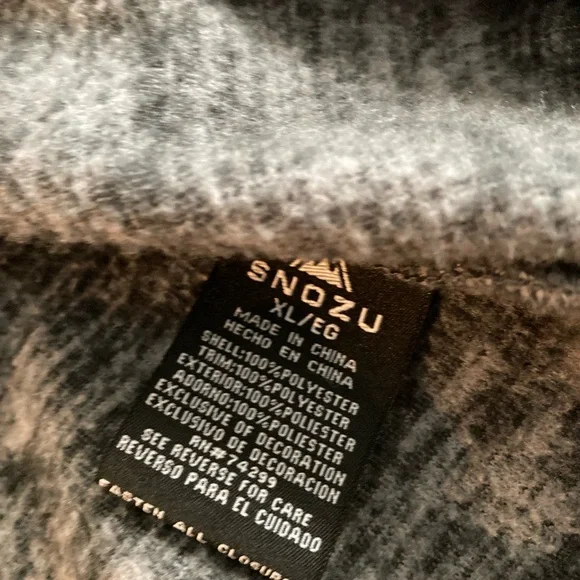 SNOZU
XL/EG
MADE IN CHINA
HECHO EN CHINA
SHELL:100%POLYESTER
TRIM:100%POLYESTER
EXTERIOR:100%POLIESTER
ADORNO:100%POLIESTER
EXCLUSIVE OF DECORATION
EXCLUSIVO DE DECORACION
RN#74299
SEE REVERSE FOR CARE
REVERSO PARA EL CUIDADO
FASTEN ALL